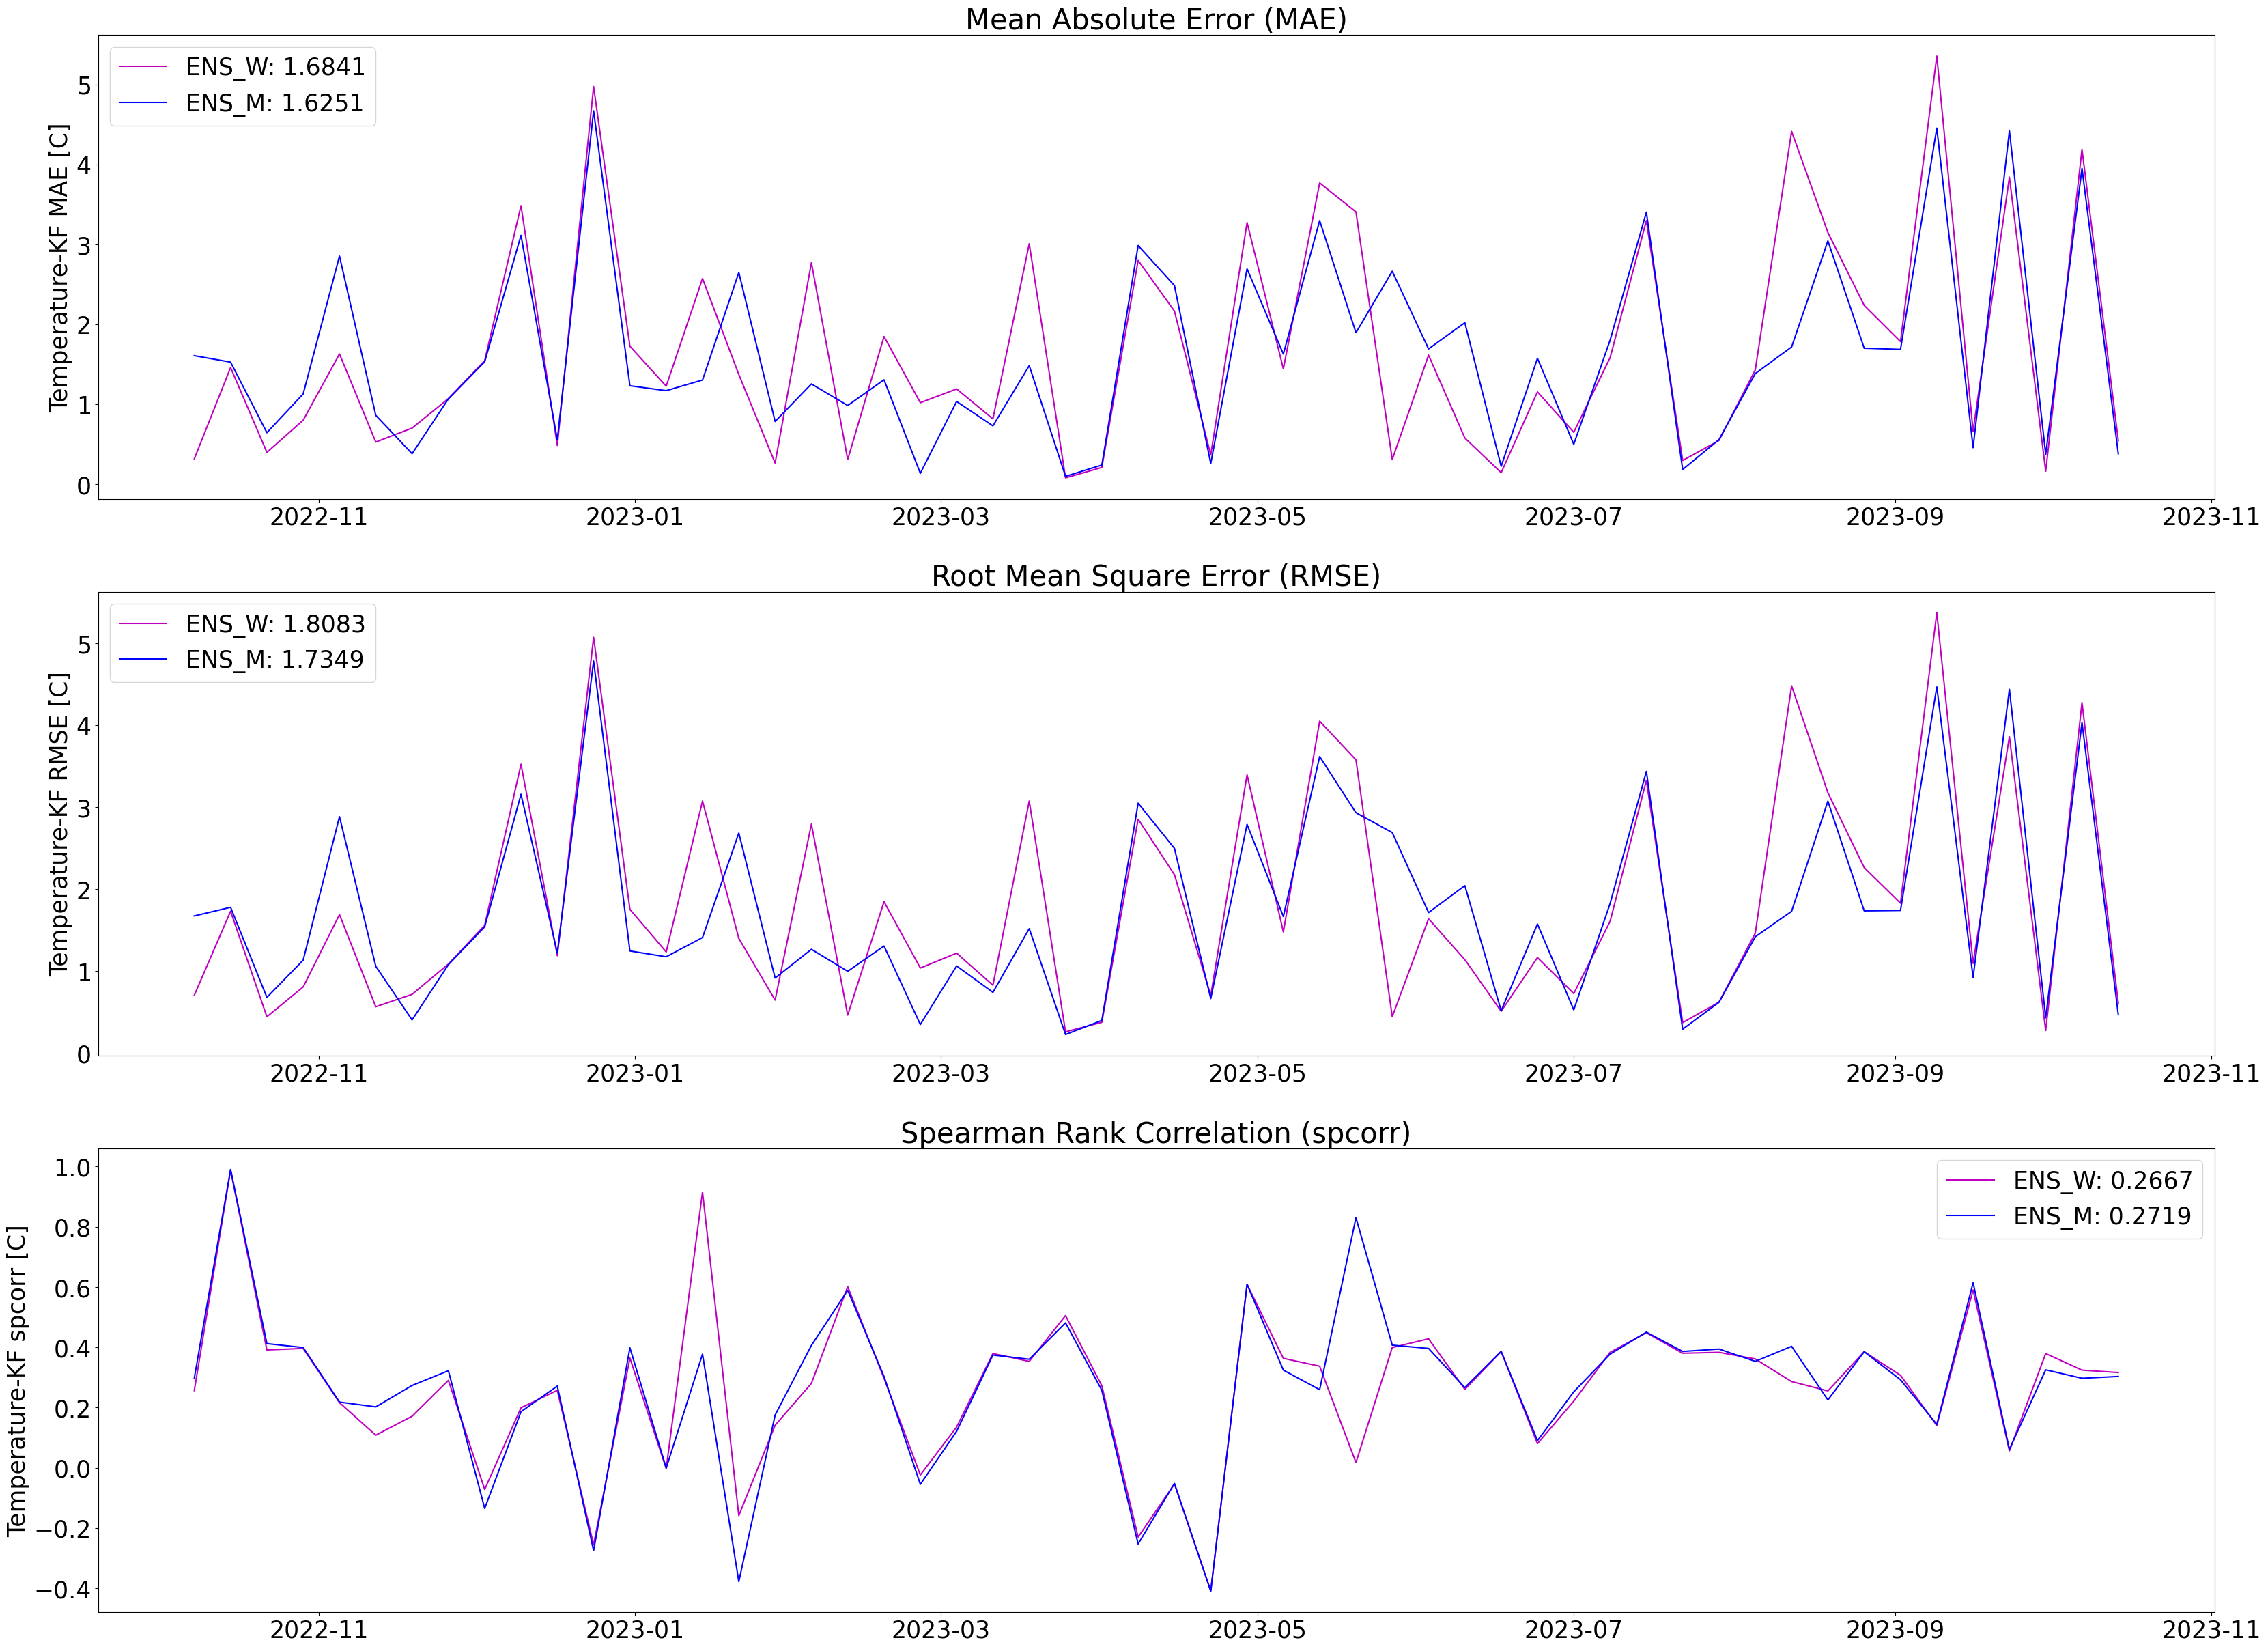 Mean Absolute Error (MAE)
ENS_W: 1.6841
ENS_M: 1.6251
Temperature-KF MAE [C]
5
4
3
2
1
0
2022-11 2023-01 2023-03 2023-05 2023-07 2023-09 2023-11
Root Mean Square Error (RMSE)
ENS_W: 1.8083
ENS_M: 1.7349
Temperature-KF RMSE [C]
5
4
3
2
1
0
2022-11 2023-01 2023-03 2023-05 2023-07 2023-09 2023-11
Spearman Rank Correlation (spcorr)
ENS_W: 0.2667
ENS_M: 0.2719
Temperature-KF spcorr [C]
1.0
0.8
0.6
0.4
0.2
0.0
−0.2
−0.4
2022-11 2023-01 2023-03 2023-05 2023-07 2023-09 2023-11